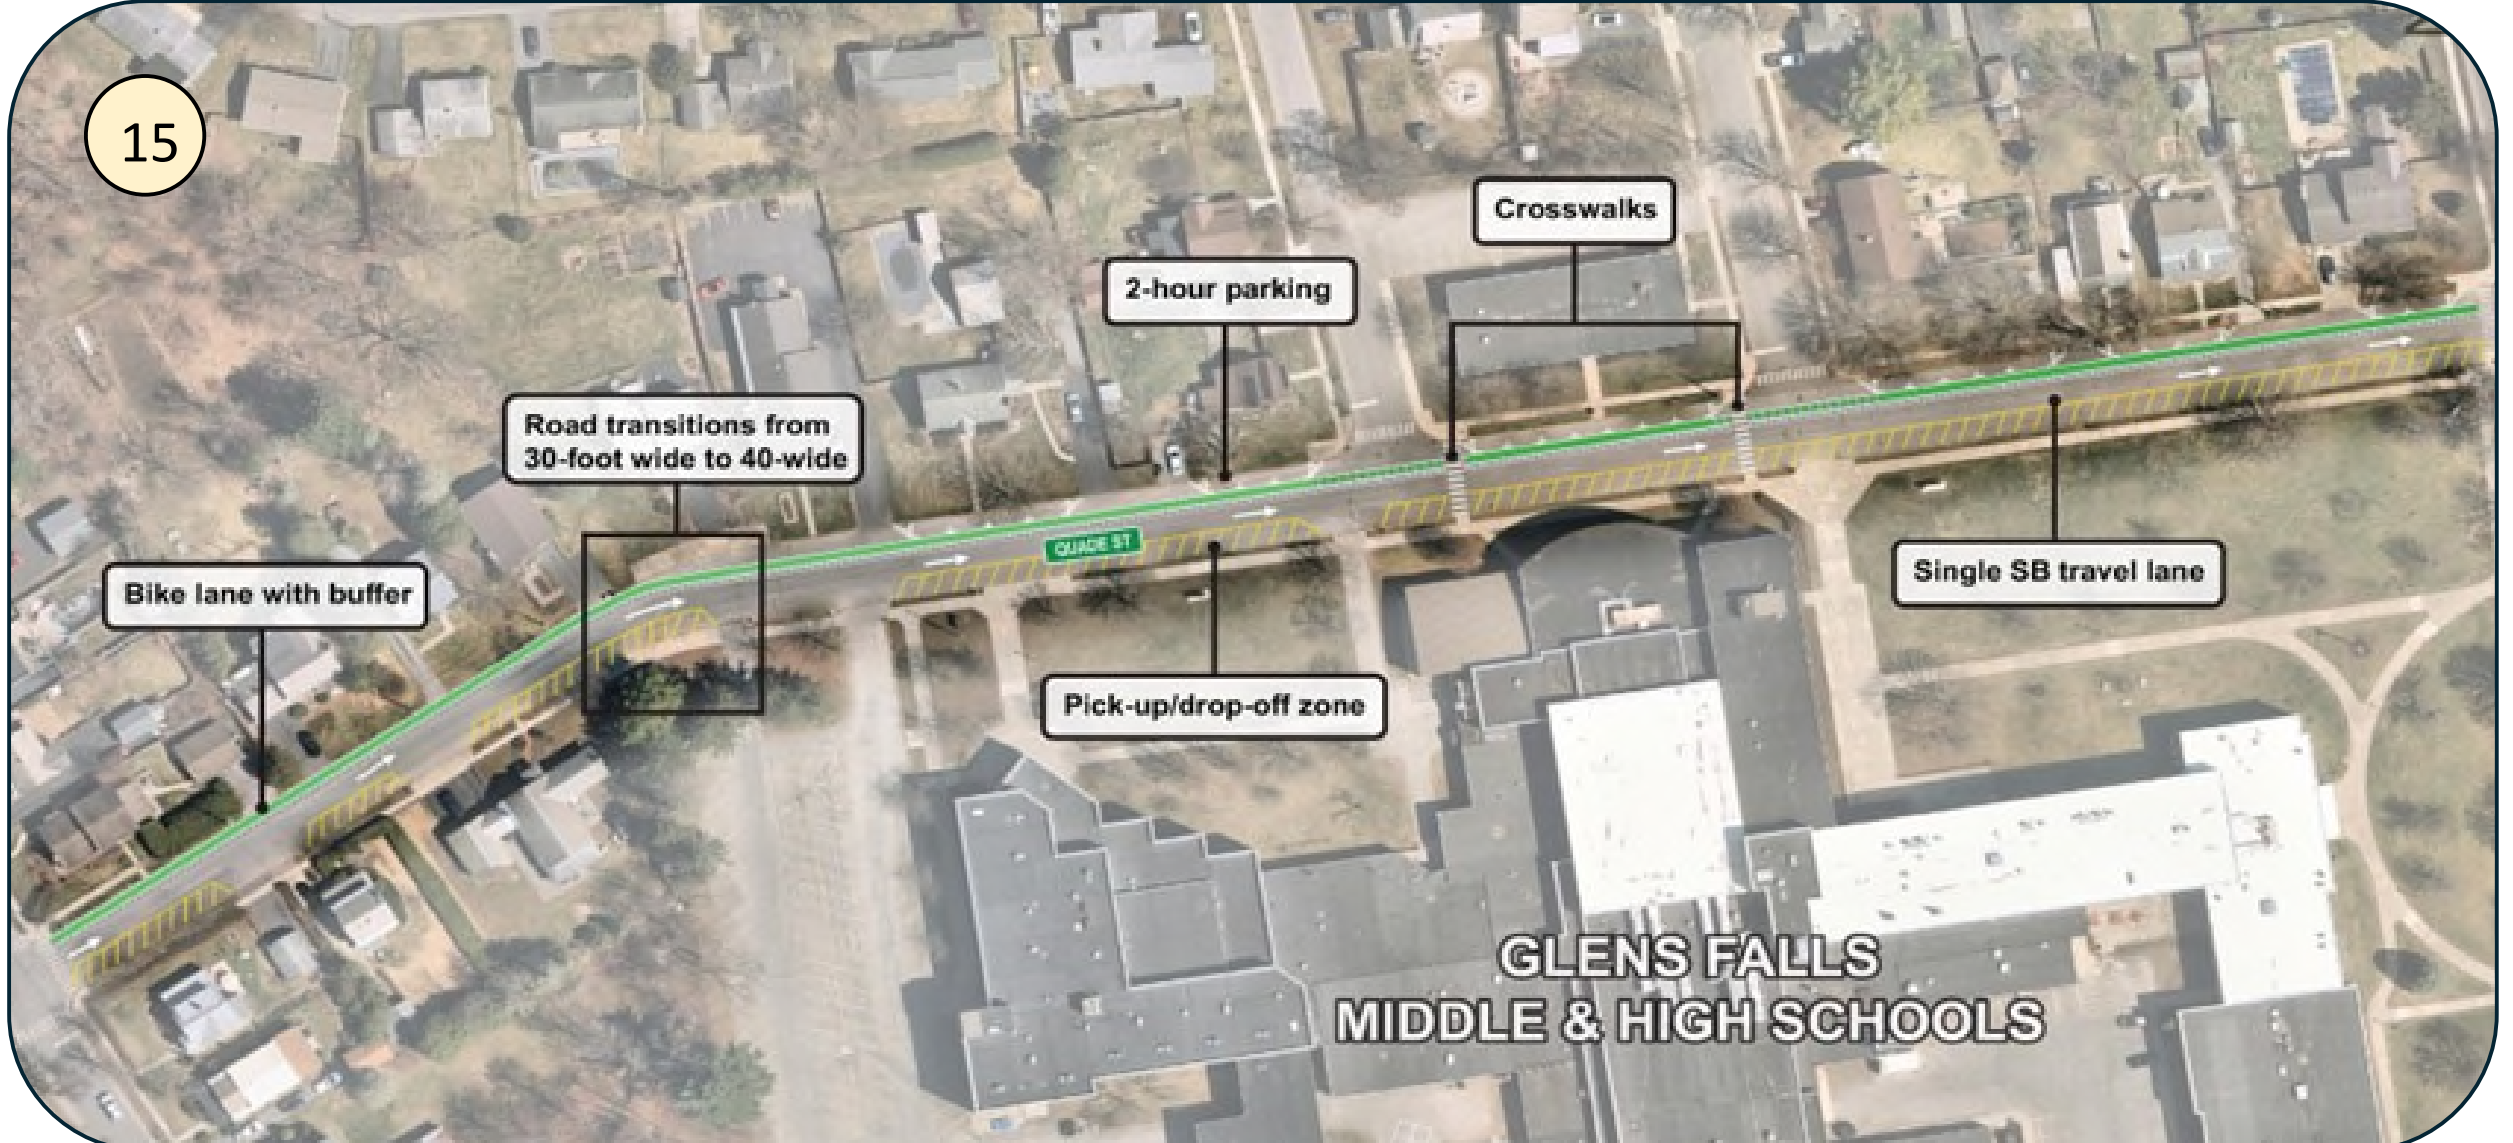 15
Crosswalks
2-hour parking
Road transitions from
30-foot wide to 40-wide
QUADE ST
Bike lane with buffer
Single SB travel lane
Pick-up/drop-off zone
GLENS FALLS
MIDDLE & HIGH SCHOOLS